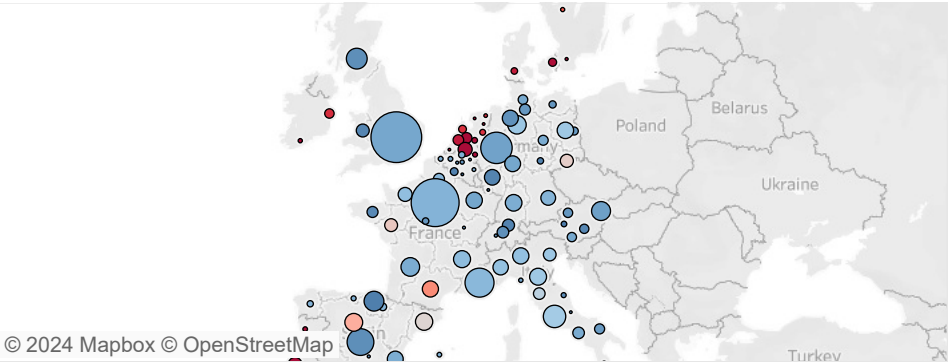 Belarus
Poland
Ukraine
France
Turkey
© 2024 Mapbox © OpenStreetMap